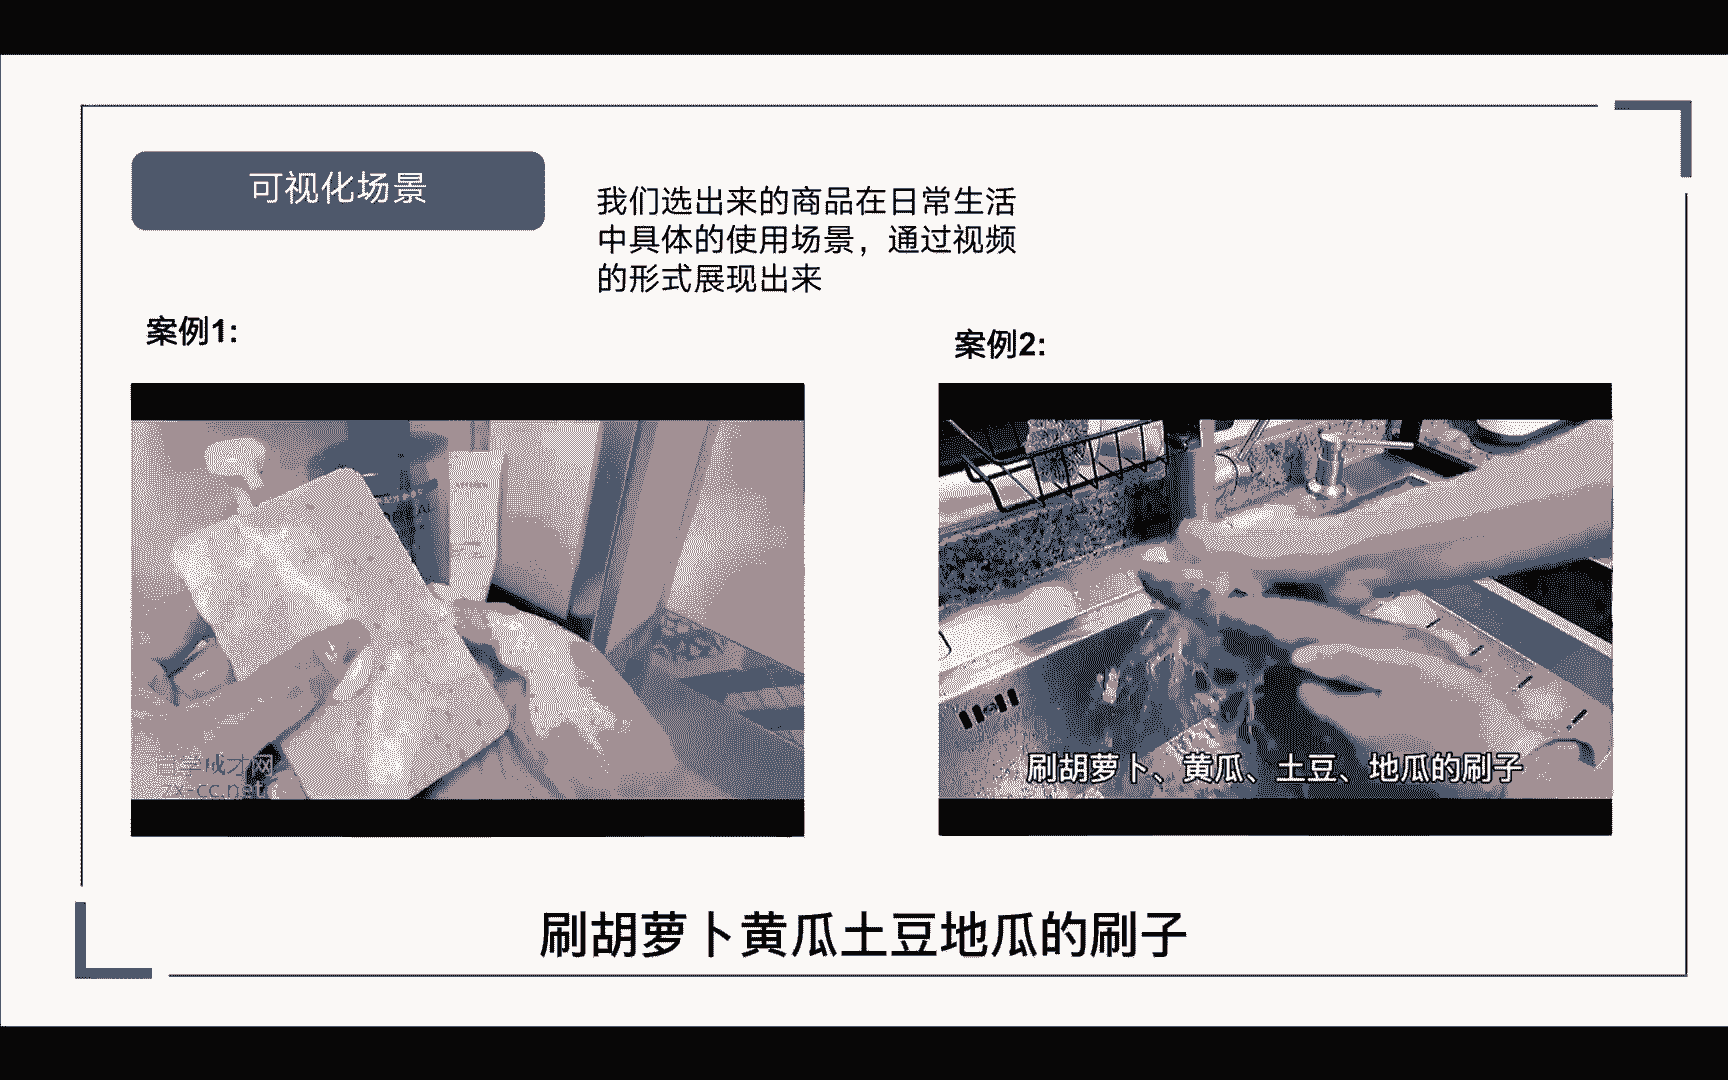 可视化场景
我们选出来的商品在日常生活
中具体的使用场景，通过视频
的形式展现出来
案例1:
案例2:
自学成才网
zx-cc.net
刷胡萝卜、黄瓜、土豆、地瓜的刷子
刷胡萝卜黄瓜土豆地瓜的刷子